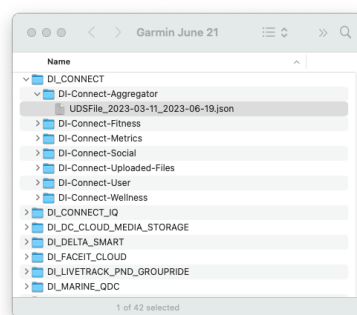 Garmin June 21
Name
DI_CONNECT
DI-Connect-Aggregator
UDSFile_2023-03-11_2023-06-19.json
DI-Connect-Fitness
DI-Connect-Metrics
DI-Connect-Social
DI-Connect-Uploaded-Files
DI-Connect-User
DI-Connect-Wellness
DI_CONNECT_IQ
DI_DC_CLOUD_MEDIA_STORAGE
DI_DELTA_SMART
DI_FACEIT_CLOUD
DI_LIVETRACK_PND_GROUPRIDE
DI_MARINE_QDC
1 of 42 selected